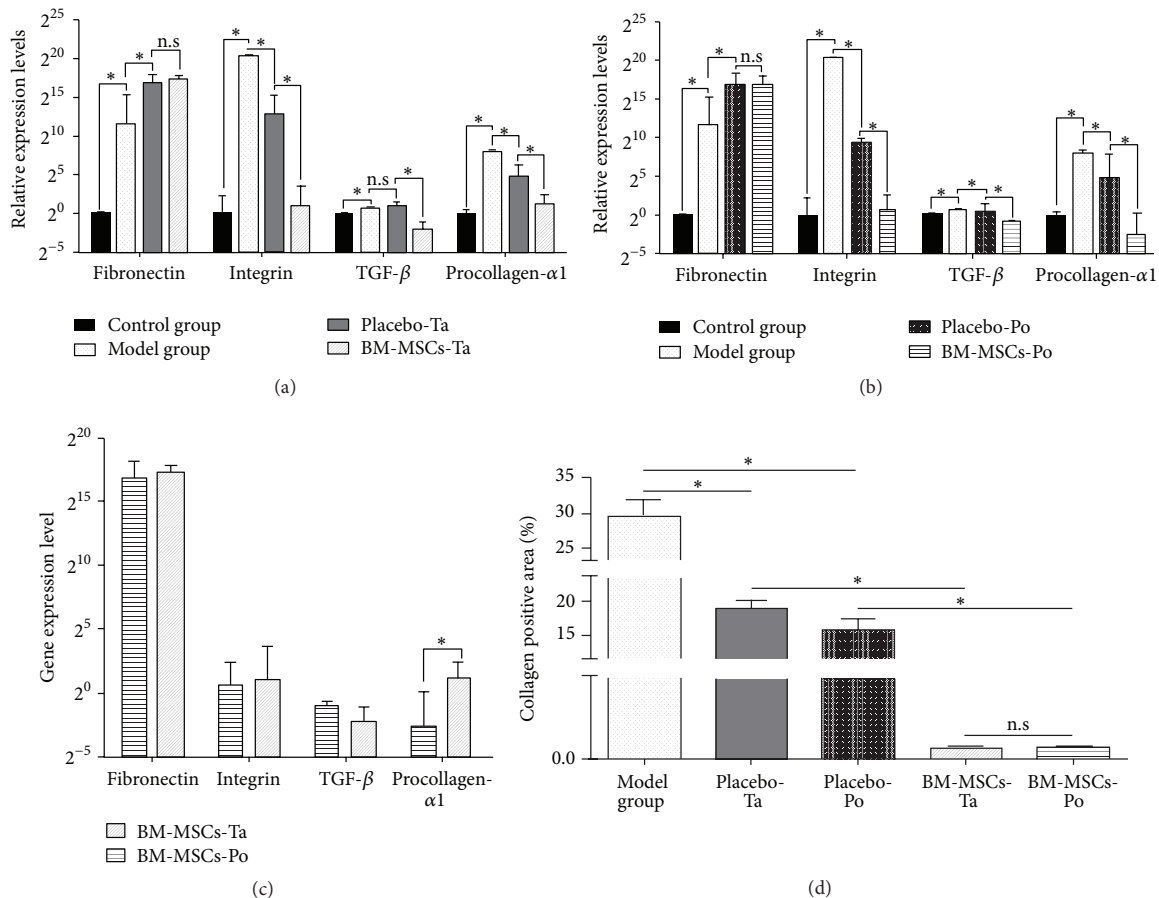 Relative expression levels
2^25
2^20
2^15
2^10
2^5
2^0
2^−5
* * n.s
* * *
* n.s *
* * *
Fibronectin Integrin TGF-β Procollagen-α1
Control group
Model group
Placebo-Ta
BM-MSCs-Ta
(a)
Relative expression levels
2^25
2^20
2^15
2^10
2^5
2^0
2^−5
* * n.s
* * *
* * *
* * *
Fibronectin Integrin TGF-β Procollagen-α1
Control group
Model group
Placebo-Po
BM-MSCs-Po
(b)
Gene expression level
2^20
2^15
2^10
2^5
2^0
2^−5
*
Fibronectin Integrin TGF-β Procollagen-
α1
BM-MSCs-Ta
BM-MSCs-Po
(c)
Collagen positive area (%)
35
30
25
20
15
0.0
*
*
*
*
n.s
Model Placebo- Placebo- BM-MSCs- BM-MSCs-
group Ta Po Ta Po
(d)